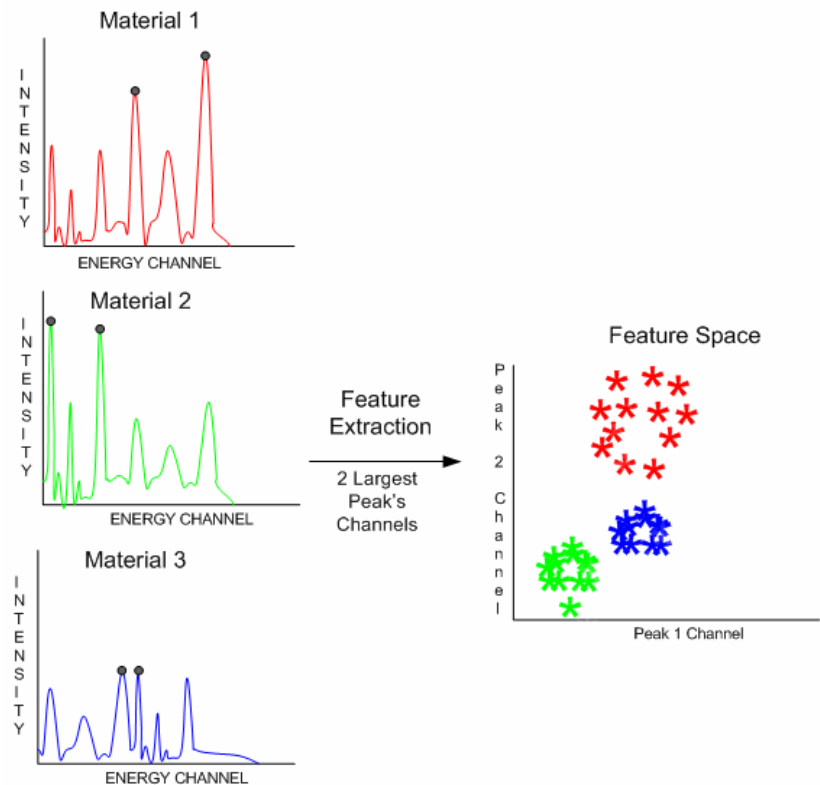 Material 1
INTENSITY
ENERGY CHANNEL
Material 2
INTENSITY
ENERGY CHANNEL
Material 3
INTENSITY
ENERGY CHANNEL
Feature
Extraction
2 Largest
Peak's
Channels
Feature Space
Peak 2 Channel
Peak 1 Channel